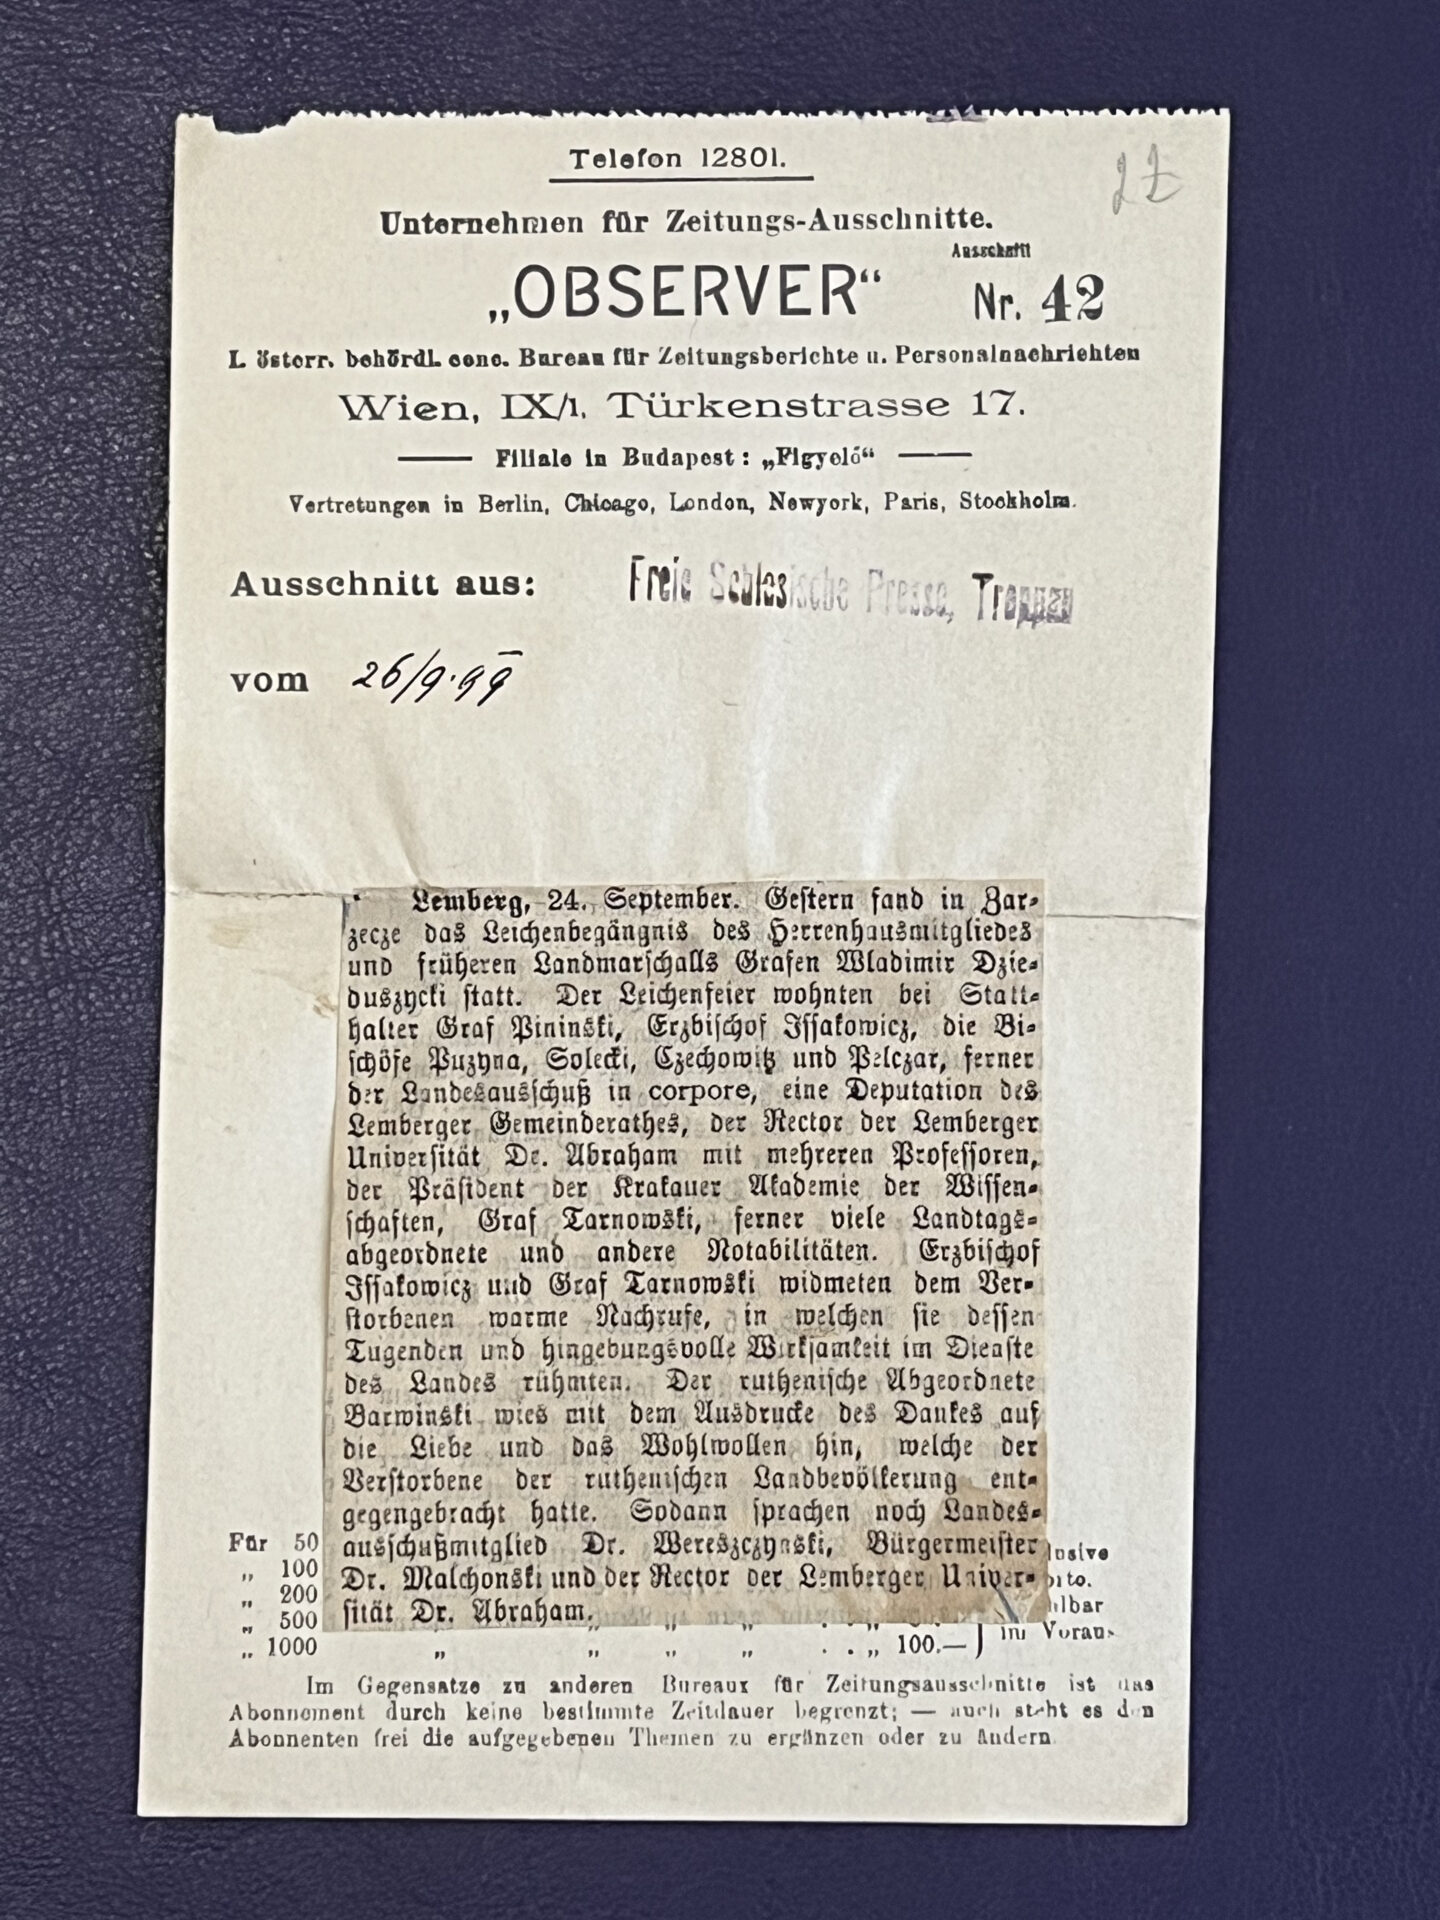 Telefon 12801.
Unternehmen für Zeitungs-Ausschnitte.
Ausschnitt
„OBSERVER“ Nr. 42
I. österr. behördl. conc. Bureau für Zeitungsberichte u. Personalnachrichten
Wien, IX/1, Türkenstrasse 17.
Filiale in Budapest: „Figyelő“
Vertretungen in Berlin, Chicago, London, Newyork, Paris, Stockholm.
Ausschnitt aus: Freie Schlesische Presse, Troppau
vom 26/9.99
Lemberg, 24. September. Gestern fand in Zar-
zecze das Leichenbegängnis des Herrenhausmitgliedes
und früheren Landmarschalls Grafen Wladimir Dzie-
duszycki statt. Der Leichenfeier wohnten bei Statt-
halter Graf Pininski, Erzbischof Issakowicz, die Bi-
schöfe Puzyna, Solecki, Czechowitz und Pelczar, ferner
der Landesausschuß in corpore, eine Deputation des
Lemberger Gemeinderathes, der Rector der Lemberger
Universität Dr. Abraham mit mehreren Professoren,
der Präsident der Krakauer Akademie der Wissen-
schaften, Graf Tarnowski, ferner viele Landtags-
abgeordnete und andere Notabilitäten. Erzbischof
Issakowicz und Graf Tarnowski widmeten dem Ver-
storbenen warme Nachrufe, in welchen sie dessen
Tugenden und hingebungsvolle Wirksamkeit im Dienste
des Landes rühmten. Der ruthenische Abgeordnete
Barwinski wies mit dem Ausdrucke des Dankes auf
die Liebe und das Wohlwollen hin, welche der
Verstorbene der ruthenischen Landbevölkerung ent-
gegengebracht hatte. Sodann sprachen noch Landes-
ausschußmitglied Dr. Wereszczynski, Bürgermeister
Dr. Malchonski und der Rector der Lemberger Univer-
sität Dr. Abraham.
Für 50 lusive
„ 100 oto.
„ 200 hlbar
„ 500 im Voraus
„ 1000 „ „ „ „ . . „ 100.—
Im Gegensatze zu anderen Bureaux für Zeitungsausschnitte ist das
Abonnement durch keine bestimmte Zeitdauer begrenzt; — auch steht es den
Abonnenten frei die aufgegebenen Themen zu ergänzen oder zu ändern